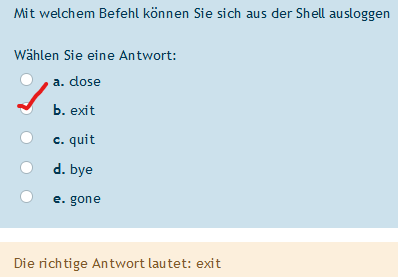 Mit welchem Befehl können Sie sich aus der Shell ausloggen
Wählen Sie eine Antwort:
a. close
b. exit
c. quit
d. bye
e. gone
Die richtige Antwort lautet: exit